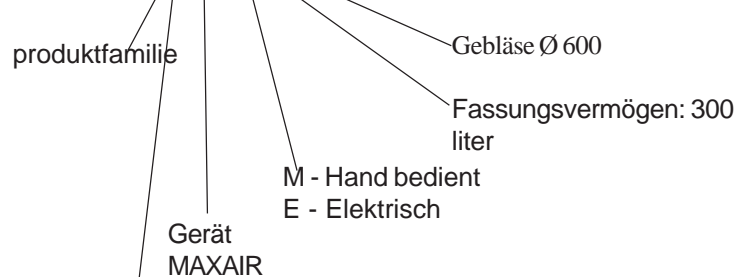 Gebläse Ø 600
produktfamilie
Fassungsvermögen: 300
liter
M - Hand bedient
E - Elektrisch
Gerät
MAXAIR